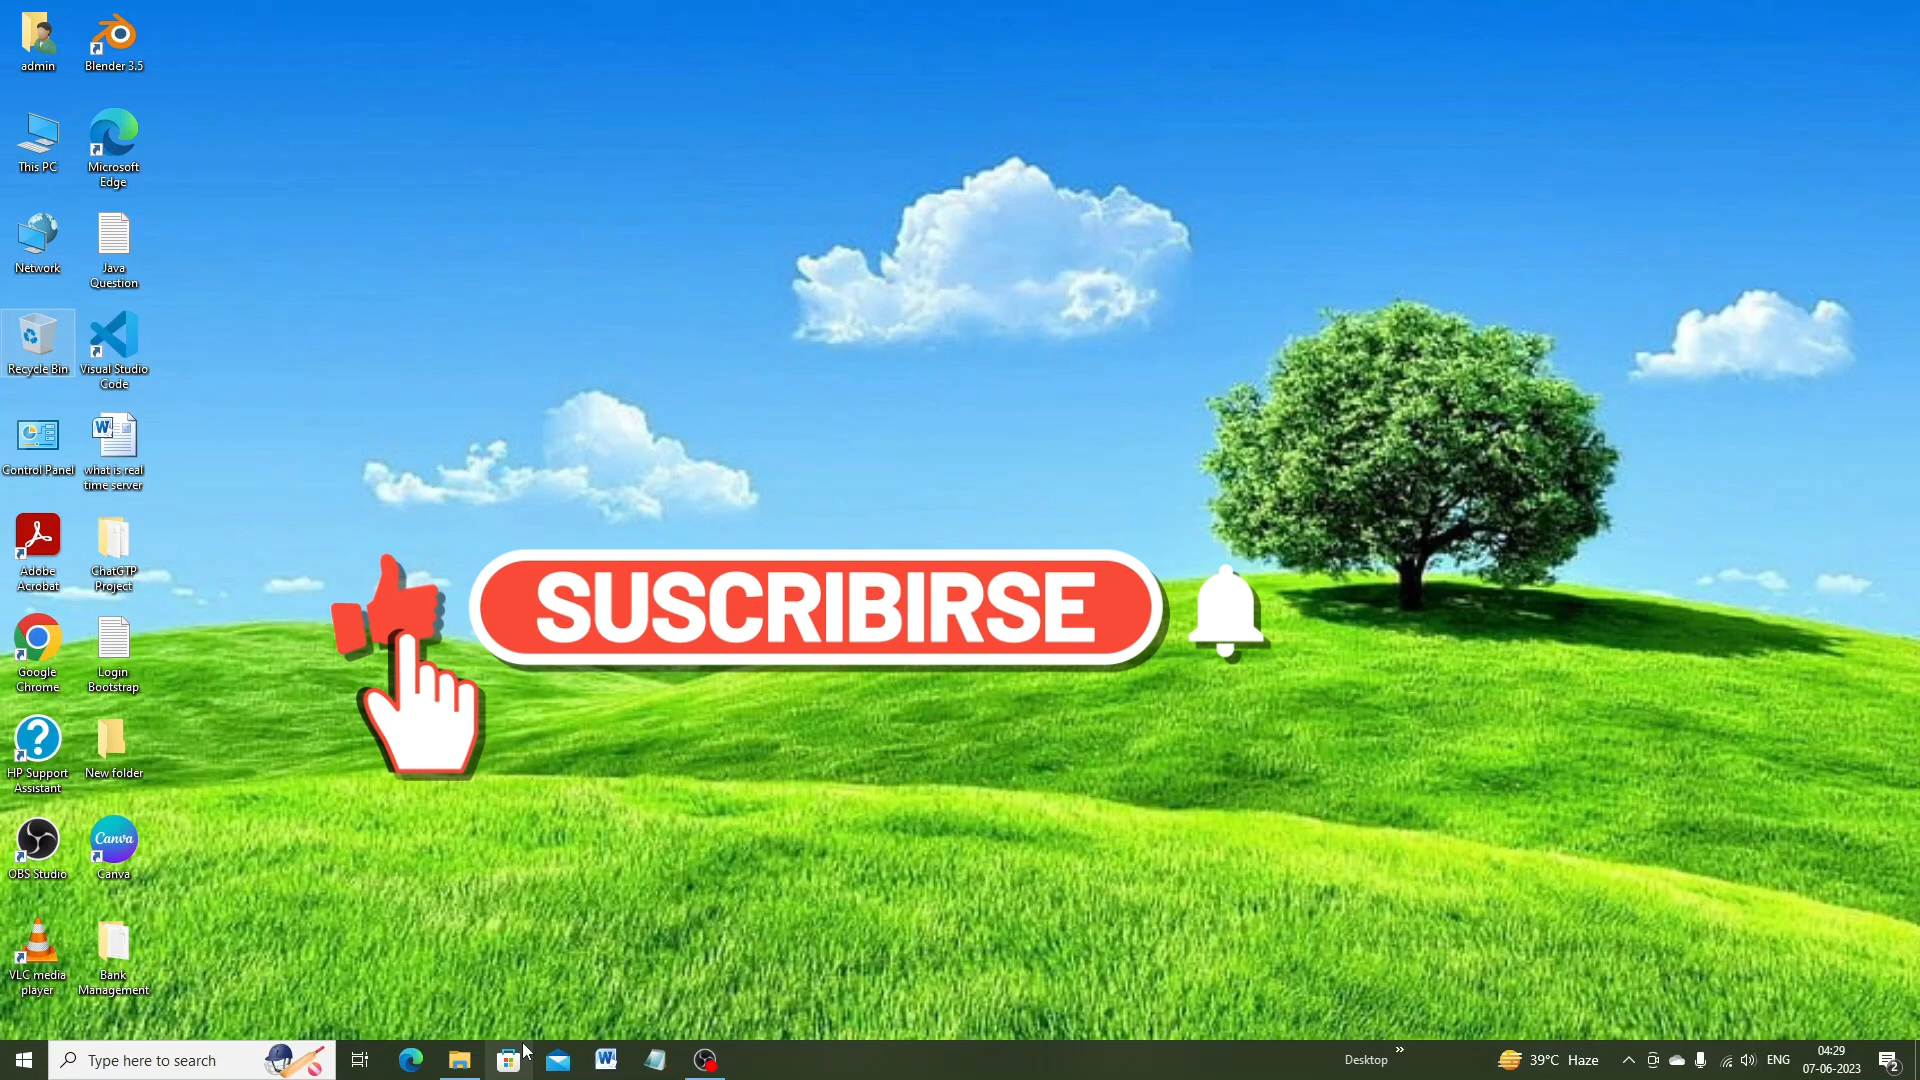 admin
Blender 3.5
This PC
Microsoft
Edge
Network
Java
Question
Recycle Bin
Visual Studio
Code
Control Panel
what is real
time server
Adobe
Acrobat
ChatGTP
Project
Google
Chrome
Login
Bootstrap
HP Support
Assistant
New folder
OBS Studio
Canva
Canva
VLC media
player
Bank
Management
SUSCRIBIRSE
Type here to search
Desktop
39°C Haze
ENG
04:29
07-06-2023
2